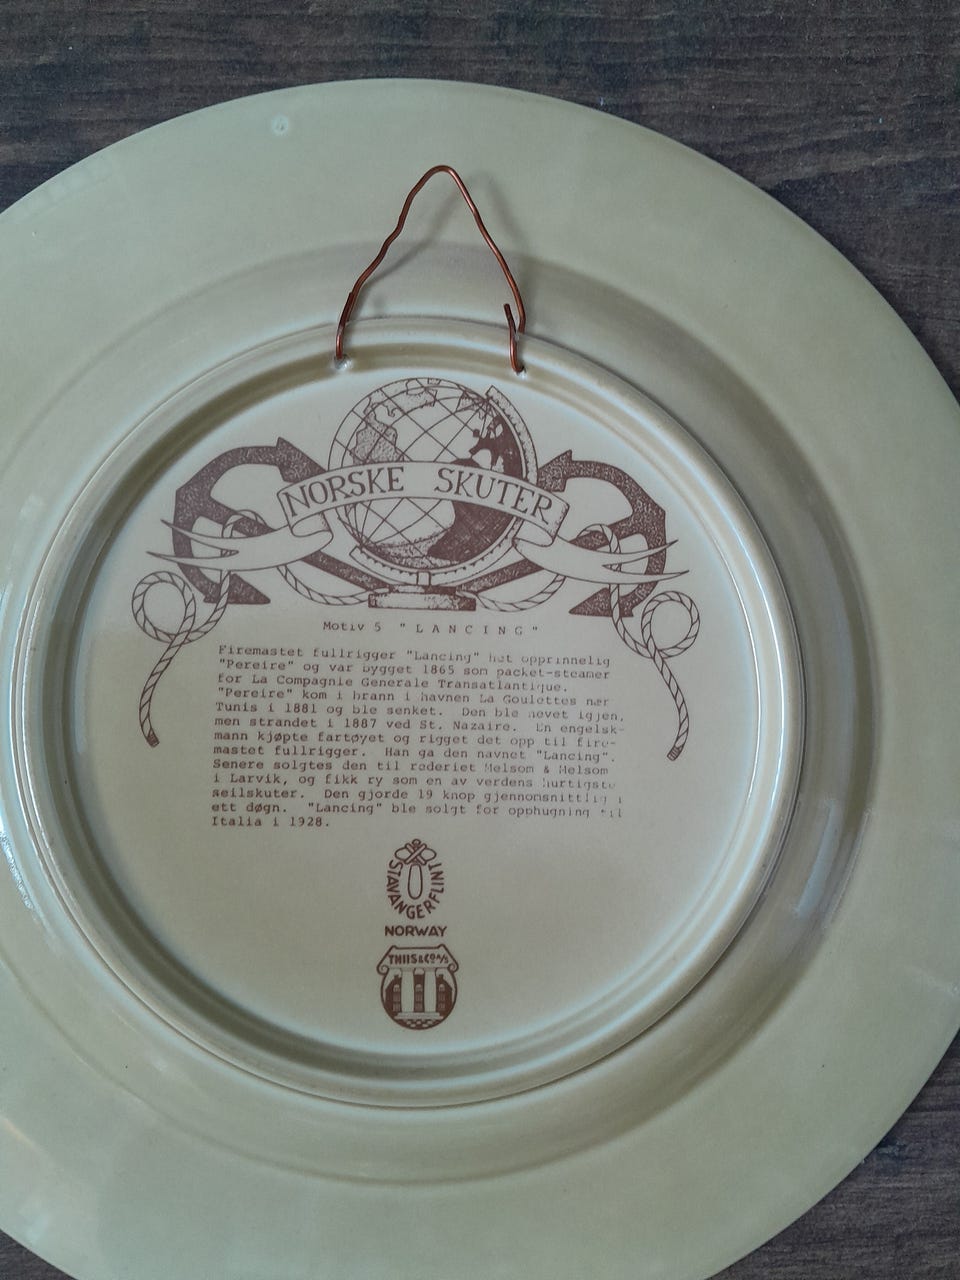 NORSKE SKUTER
Motiv 5 "LANCING"
Firemastet fullrigger "Lancing" het opprinnelig
"Pereire" og var bygget 1865 som packet-steamer
for La Compagnie Generale Transatlantique.
"Pereire" kom i brann i havnen La Goulettes nær
Tunis i 1881 og ble senket. Den ble hevet igjen,
men strandet i 1887 ved St. Nazaire. En engelsk-
mann kjøpte fartøyet og rigget det opp til fire-
mastet fullrigger. Han ga den navnet "Lancing".
Senere solgtes den til rederiet Melsom & Melsom
i Larvik, og fikk ry som en av verdens hurtigste
seilskuter. Den gjorde 19 knop gjennomsnittlig i
ett døgn. "Lancing" ble solgt for opphugning til
Italia i 1928.
STAVANGERFLINT
NORWAY
THIIS & Co A/S